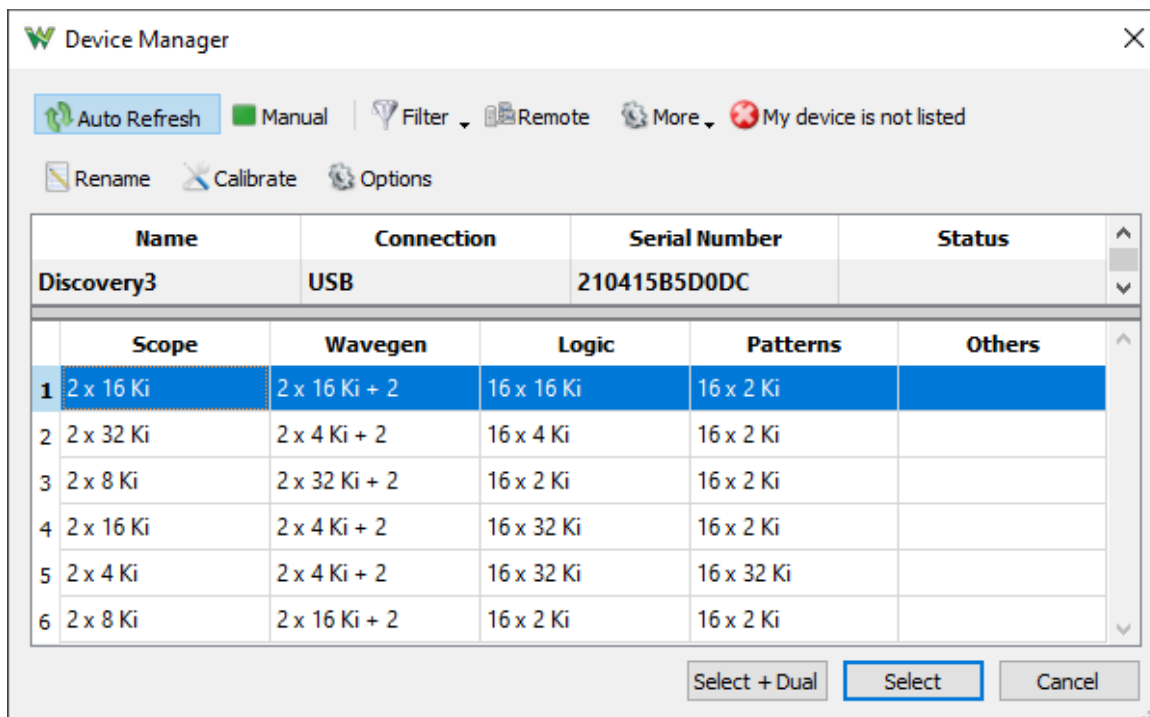 Device Manager
Auto Refresh Manual Filter Remote More My device is not listed
Rename Calibrate Options
Name Connection Serial Number Status
Discovery3 USB 210415B5D0DC
Scope Wavegen Logic Patterns Others
1 2 x 16 Ki 2 x 16 Ki + 2 16 x 16 Ki 16 x 2 Ki
2 2 x 32 Ki 2 x 4 Ki + 2 16 x 4 Ki 16 x 2 Ki
3 2 x 8 Ki 2 x 32 Ki + 2 16 x 2 Ki 16 x 2 Ki
4 2 x 16 Ki 2 x 4 Ki + 2 16 x 32 Ki 16 x 2 Ki
5 2 x 4 Ki 2 x 4 Ki + 2 16 x 32 Ki 16 x 32 Ki
6 2 x 8 Ki 2 x 16 Ki + 2 16 x 2 Ki 16 x 2 Ki
Select + Dual Select Cancel